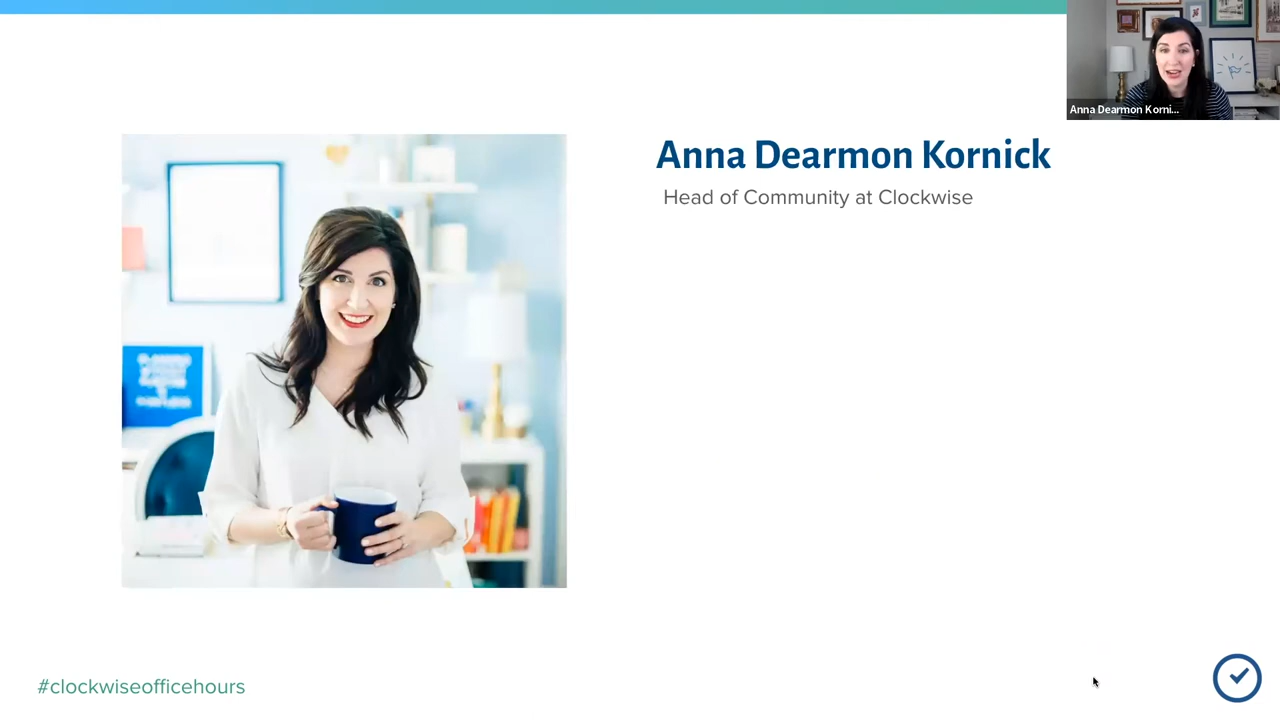 Anna Dearmon Korni...
Anna Dearmon Kornick
Head of Community at Clockwise
#clockwiseofficehours